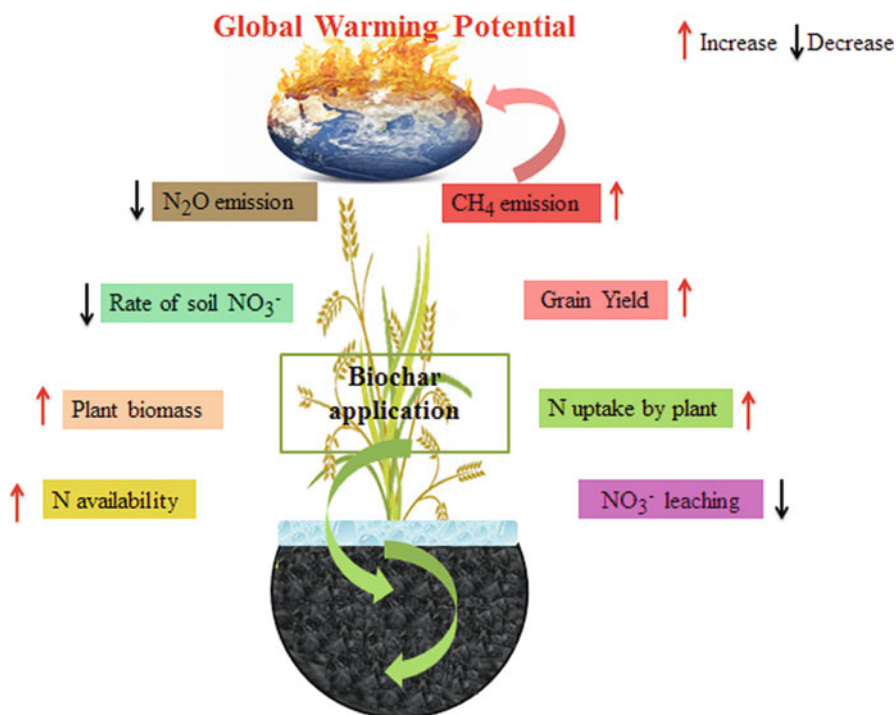 Global Warming Potential
Increase Decrease
N₂O emission
CH₄ emission
Rate of soil NO₃⁻
Grain Yield
Biochar
application
Plant biomass
N uptake by plant
N availability
NO₃⁻ leaching